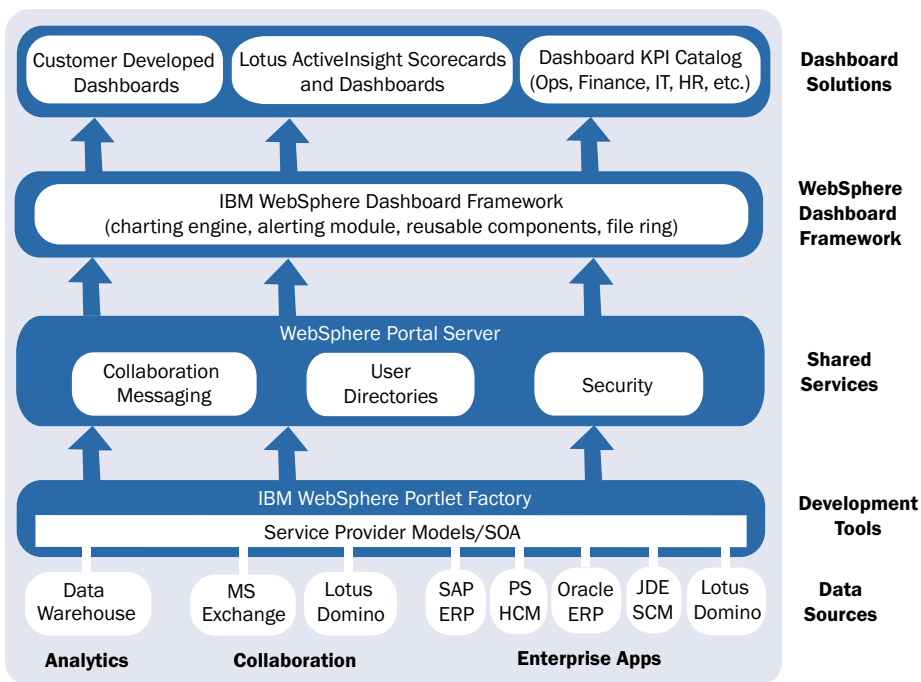 Customer Developed
Dashboards
Lotus ActiveInsight Scorecards
and Dashboards
Dashboard KPI Catalog
(Ops, Finance, IT, HR, etc.)
Dashboard
Solutions
IBM WebSphere Dashboard Framework
(charting engine, alerting module, reusable components, file ring)
WebSphere
Dashboard
Framework
WebSphere Portal Server
Collaboration
Messaging
User
Directories
Security
Shared
Services
IBM WebSphere Portlet Factory
Service Provider Models/SOA
Development
Tools
Data
Warehouse
MS
Exchange
Lotus
Domino
SAP
ERP
PS
HCM
Oracle
ERP
JDE
SCM
Lotus
Domino
Data
Sources
Analytics
Collaboration
Enterprise Apps